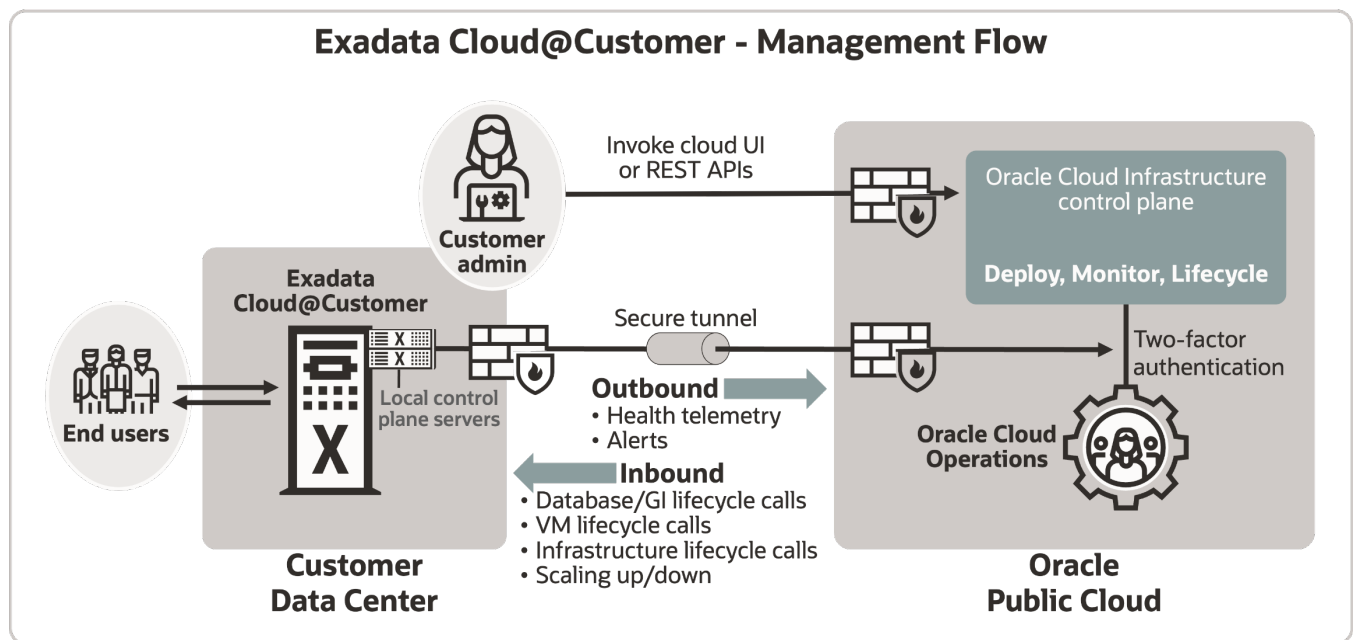 Exadata Cloud@Customer - Management Flow
Invoke cloud UI
or REST APIs
Customer
admin
Oracle Cloud Infrastructure
control plane
Deploy, Monitor, Lifecycle
Exadata
Cloud@Customer
X
X
X
Local control
plane servers
End users
Secure tunnel
Outbound
• Health telemetry
• Alerts
Inbound
• Database/GI lifecycle calls
• VM lifecycle calls
• Infrastructure lifecycle calls
• Scaling up/down
Two-factor
authentication
Oracle Cloud
Operations
Customer
Data Center
Oracle
Public Cloud